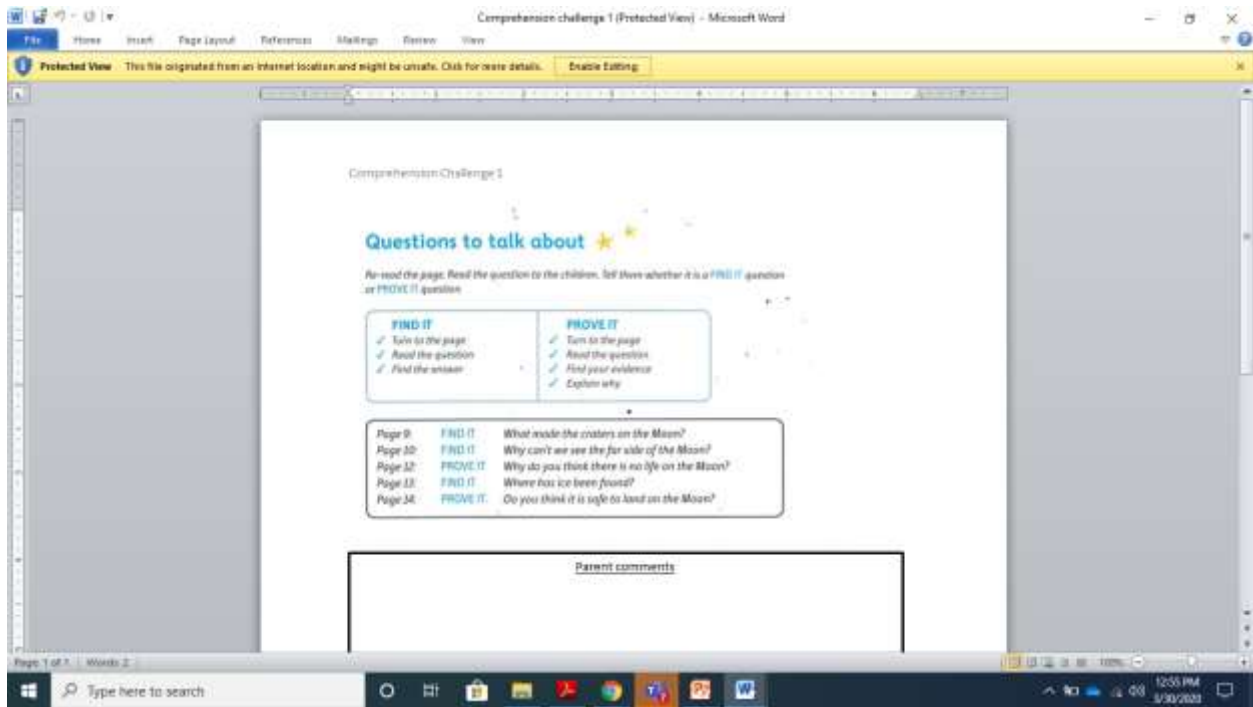 Comprehension challenge 1 (Protected View) - Microsoft Word
File Home Insert Page Layout References Mailings Review View
Protected View This file originated from an Internet location and might be unsafe. Click for more details. Enable Editing
Comprehension Challenge 1
Questions to talk about
Re-read the page. Read the question to the children. Tell them whether it is a FIND IT question
or PROVE IT question
FIND IT
✓ Turn to the page
✓ Read the question
✓ Find the answer
PROVE IT
✓ Turn to the page
✓ Read the question
✓ Find your evidence
✓ Explain why
Page 9: FIND IT What made the craters on the Moon?
Page 10: FIND IT Why can't we see the far side of the Moon?
Page 12: PROVE IT Why do you think there is no life on the Moon?
Page 13: FIND IT Where has ice been found?
Page 14: PROVE IT Do you think it is safe to land on the Moon?
Parent comments
Page: 1 of 1 Words: 2 100%
Type here to search
12:55 PM
5/30/2020